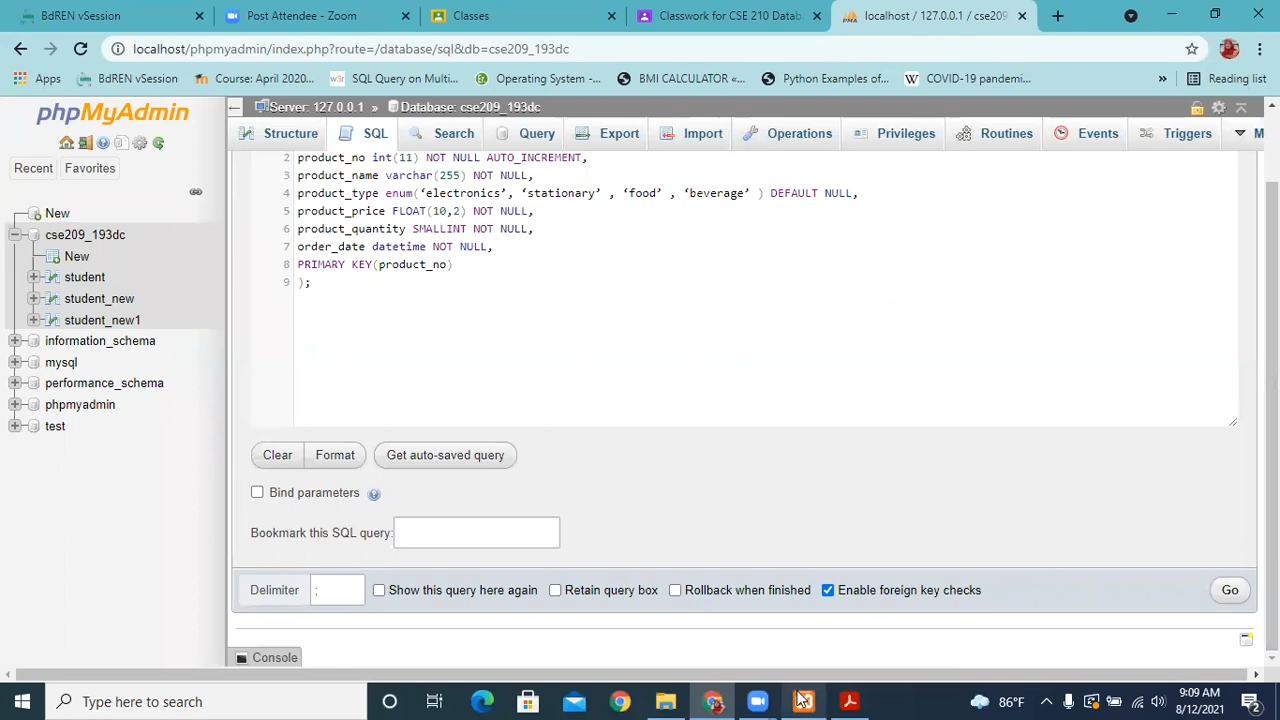 BdREN vSession
Post Attendee - Zoom
Classes
Classwork for CSE 210 Datab
localhost / 127.0.0.1 / cse209
localhost/phpmyadmin/index.php?route=/database/sql&db=cse209_193dc
Apps
BdREN vSession
Course: April 2020...
SQL Query on Multi...
Operating System -...
BMI CALCULATOR «...
Python Examples of...
COVID-19 pandemi...
»
Reading list
phpMyAdmin
Server: 127.0.0.1 » Database: cse209_193dc
Structure
SQL
Search
Query
Export
Import
Operations
Privileges
Routines
Events
Triggers
M
Recent
Favorites
New
cse209_193dc
New
student
student_new
student_new1
information_schema
mysql
performance_schema
phpmyadmin
test
2 product_no int(11) NOT NULL AUTO_INCREMENT,
3 product_name varchar(255) NOT NULL,
4 product_type enum(‘electronics’, ‘stationary’ , ‘food’ , ‘beverage’ ) DEFAULT NULL,
5 product_price FLOAT(10,2) NOT NULL,
6 product_quantity SMALLINT NOT NULL,
7 order_date datetime NOT NULL,
8 PRIMARY KEY(product_no)
9 );
Clear
Format
Get auto-saved query
Bind parameters
Bookmark this SQL query:
Delimiter
;
Show this query here again
Retain query box
Rollback when finished
Enable foreign key checks
Go
Console
Type here to search
86°F
9:09 AM
8/12/2021
2